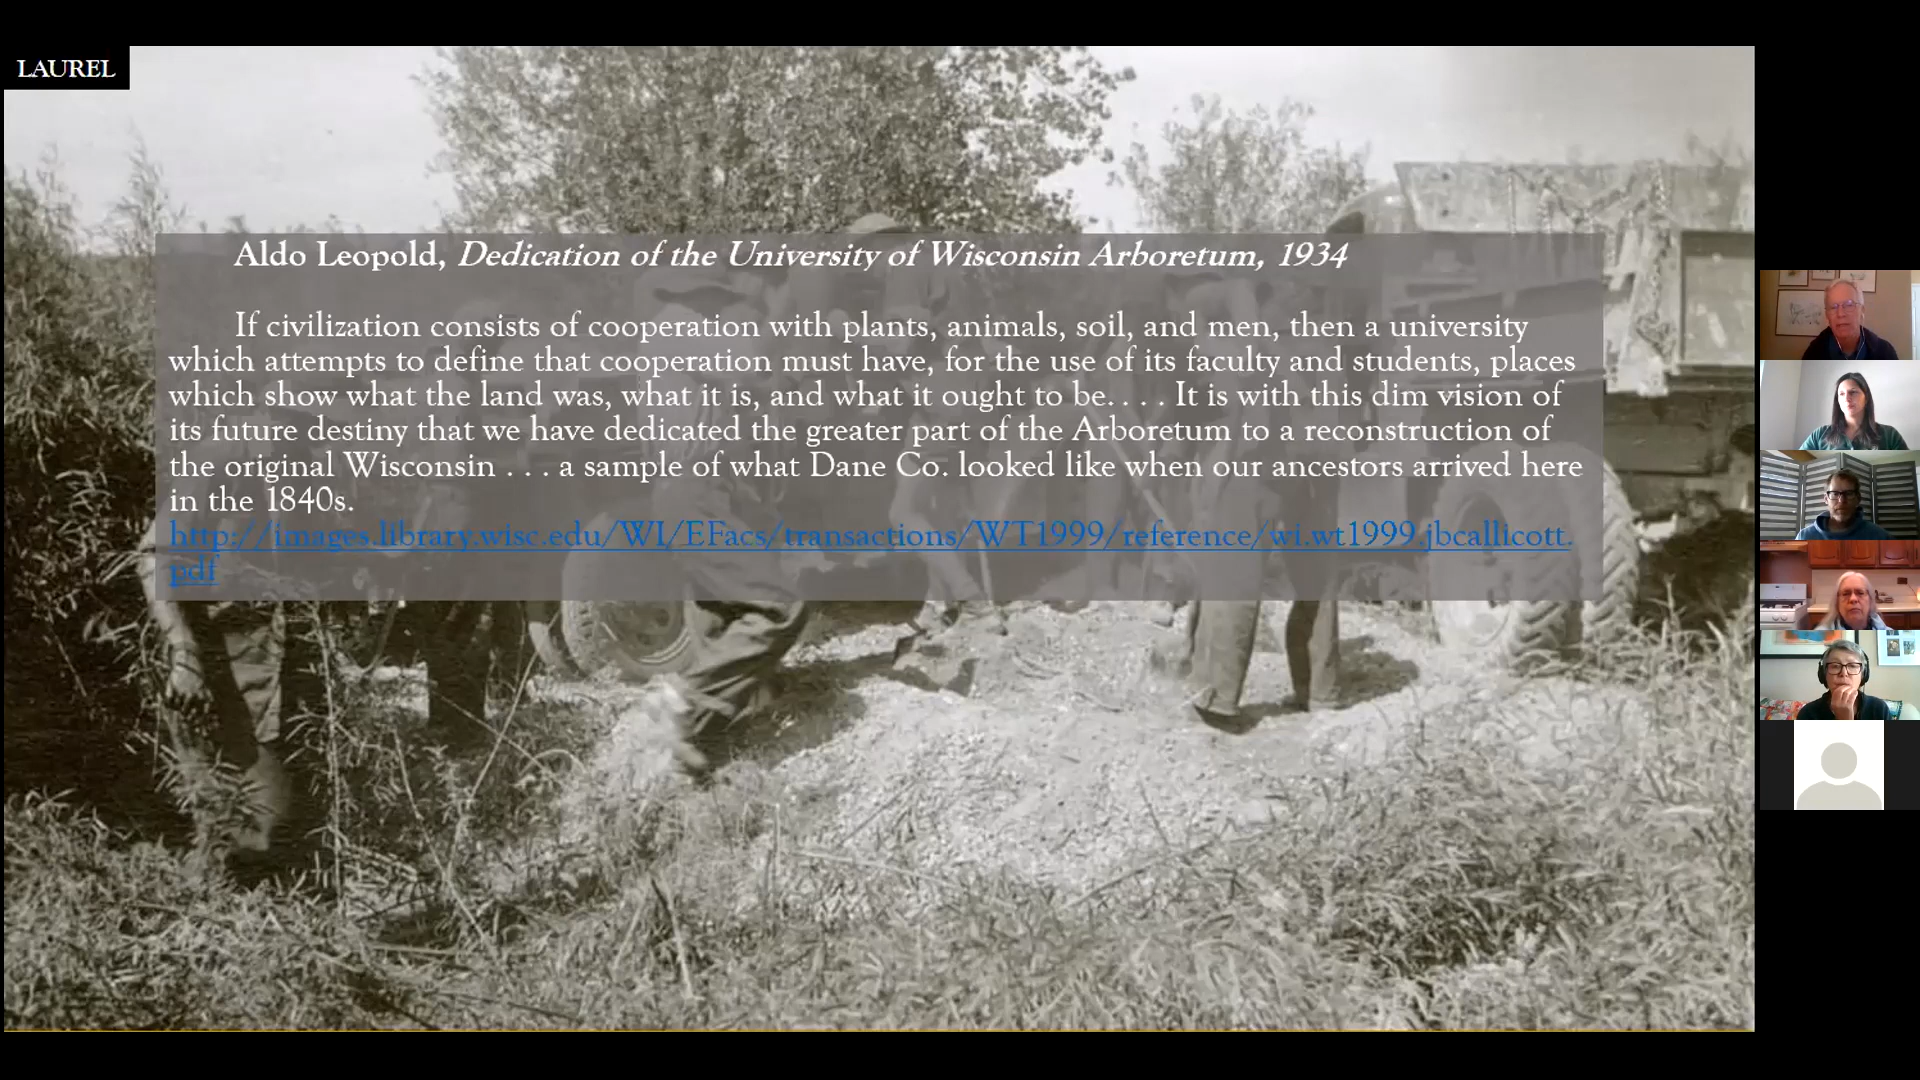 LAUREL
Aldo Leopold, Dedication of the University of Wisconsin Arboretum, 1934
If civilization consists of cooperation with plants, animals, soil, and men, then a university
which attempts to define that cooperation must have, for the use of its faculty and students, places
which show what the land was, what it is, and what it ought to be. . . . It is with this dim vision of
its future destiny that we have dedicated the greater part of the Arboretum to a reconstruction of
the original Wisconsin . . . a sample of what Dane Co. looked like when our ancestors arrived here
in the 1840s.
http://images.library.wisc.edu/WI/EFacs/transactions/WT1999/reference/wi.wt1999.jbcallicott.
pdf